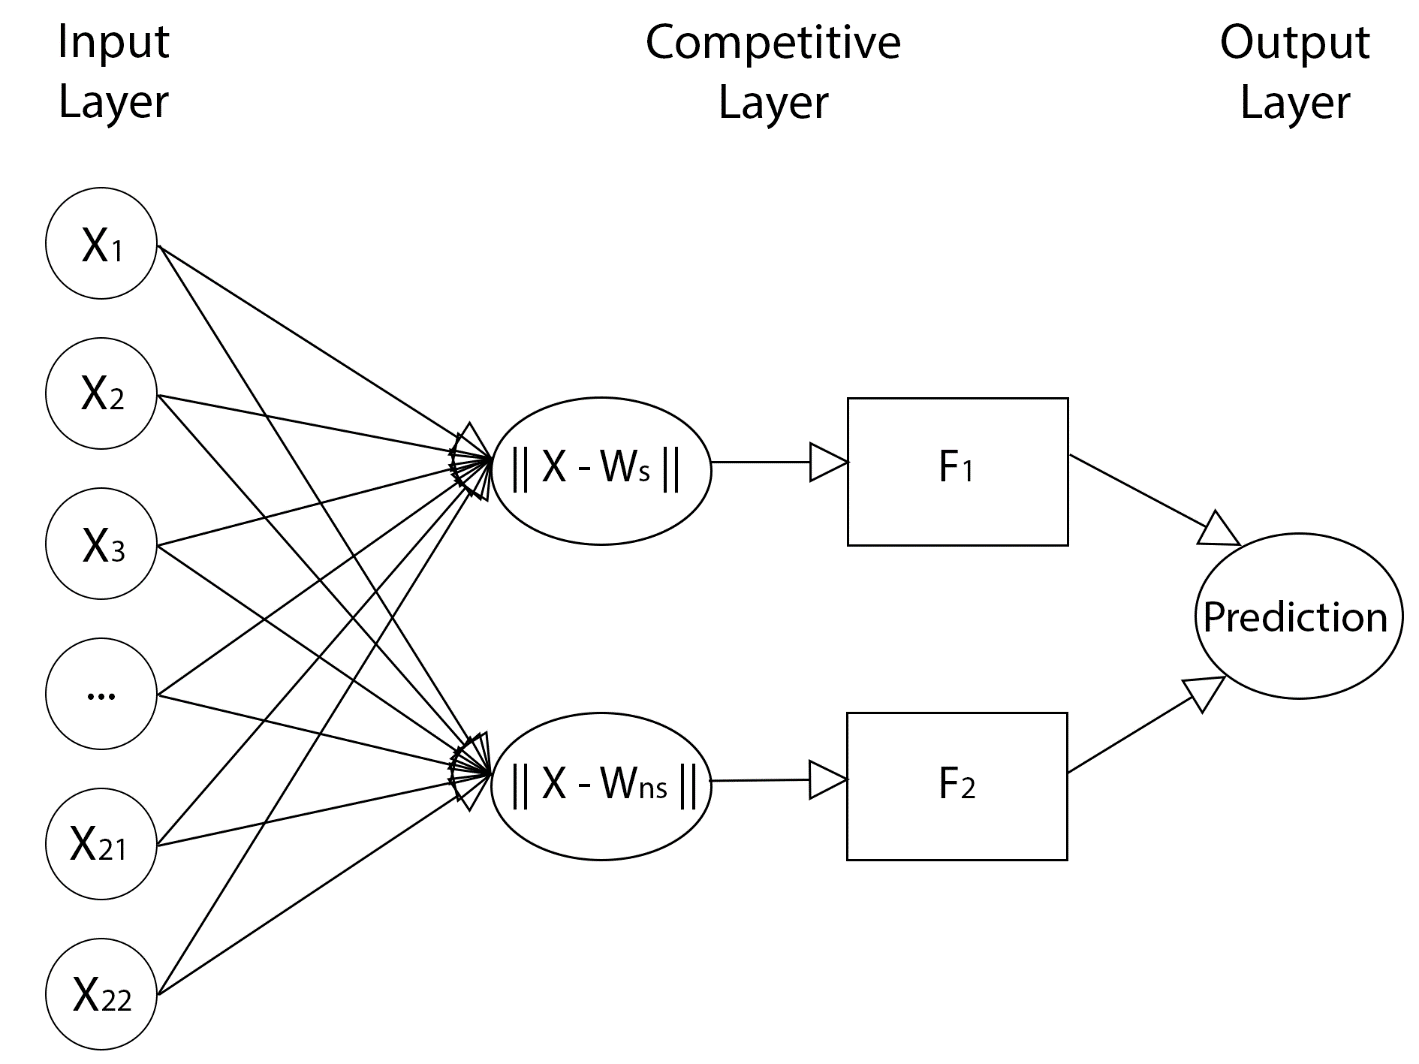 Input
Layer
Competitive
Layer
Output
Layer
X1
X2
X3
...
X21
X22
|| X - Ws ||
|| X - Wns ||
F1
F2
Prediction